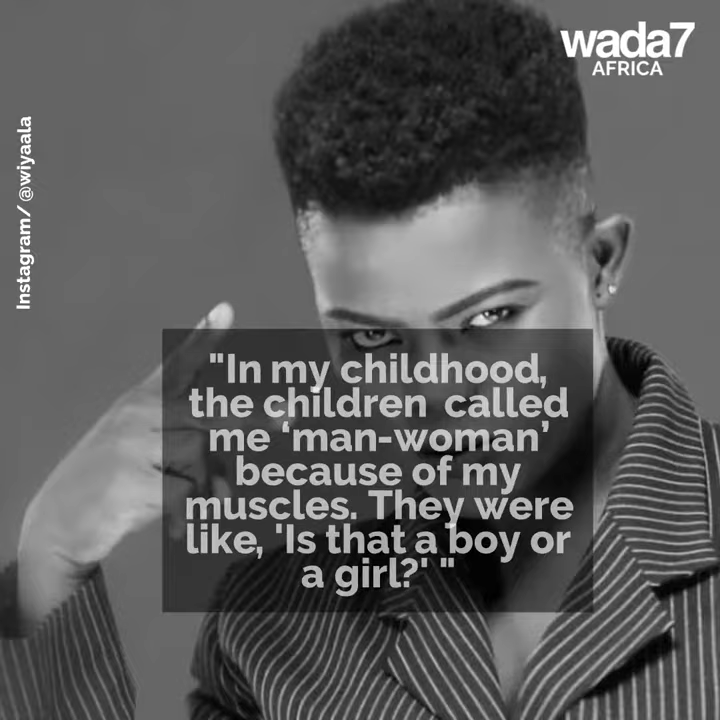 wada7
AFRICA
Instagram/ @wiyaala
"In my childhood,
the children called
me ‘man-woman’
because of my
muscles. They were
like, 'Is that a boy or
a girl?' "